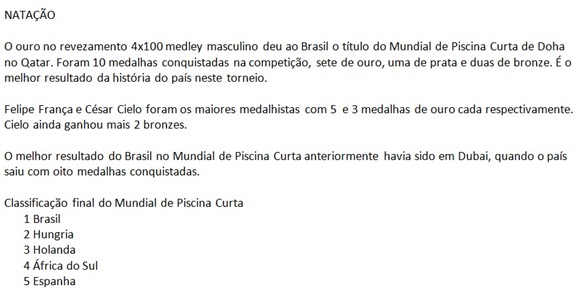 NATAÇÃO
O ouro no revezamento 4x100 medley masculino deu ao Brasil o título do Mundial de Piscina Curta de Doha
no Qatar. Foram 10 medalhas conquistadas na competição, sete de ouro, uma de prata e duas de bronze. É o
melhor resultado da história do país neste torneio.
Felipe França e César Cielo foram os maiores medalhistas com 5 e 3 medalhas de ouro cada respectivamente.
Cielo ainda ganhou mais 2 bronzes.
O melhor resultado do Brasil no Mundial de Piscina Curta anteriormente havia sido em Dubai, quando o país
saiu com oito medalhas conquistadas.
Classificação final do Mundial de Piscina Curta
1 Brasil
2 Hungria
3 Holanda
4 África do Sul
5 Espanha